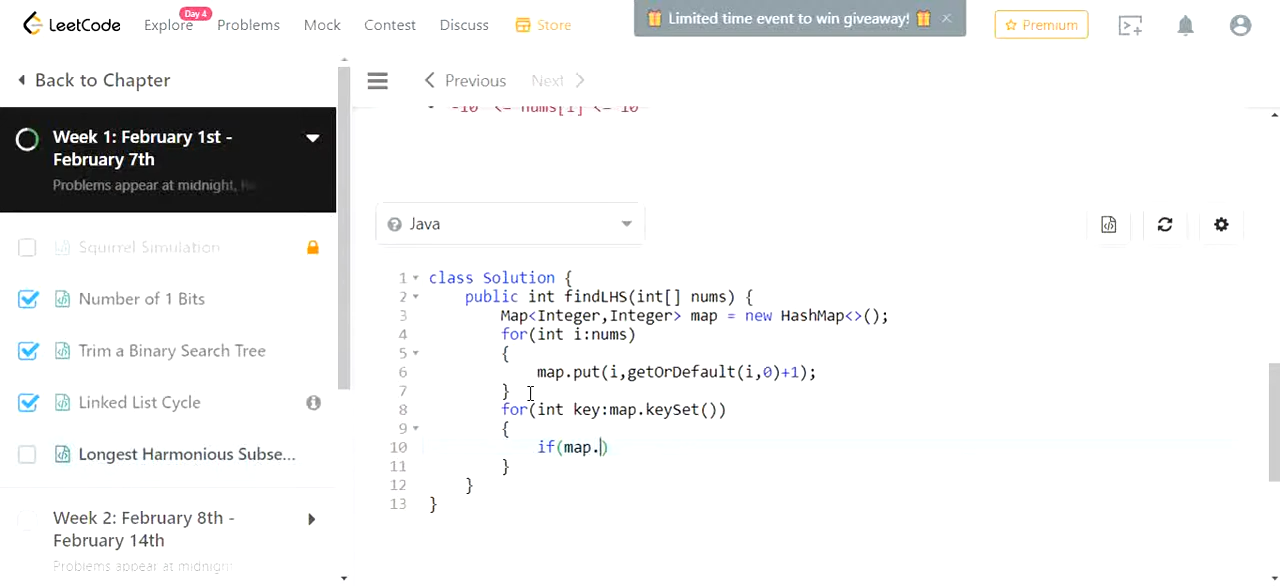 LeetCode
Explore
Day 4
Problems
Mock
Contest
Discuss
Store
Limited time event to win giveaway!
×
Premium
Back to Chapter
Previous
Next
Week 1: February 1st -
February 7th
Problems appear at midnight,
Squirrel Simulation
Number of 1 Bits
Trim a Binary Search Tree
Linked List Cycle
Longest Harmonious Subse...
Week 2: February 8th -
February 14th
Problems appear at midnight
-10 <= nums[i] <= 10
Java
1 class Solution {
2 public int findLHS(int[] nums) {
3 Map<Integer,Integer> map = new HashMap<>();
4 for(int i:nums)
5 {
6 map.put(i,getOrDefault(i,0)+1);
7 }
8 for(int key:map.keySet())
9 {
10 if(map.)
11 }
12 }
13 }